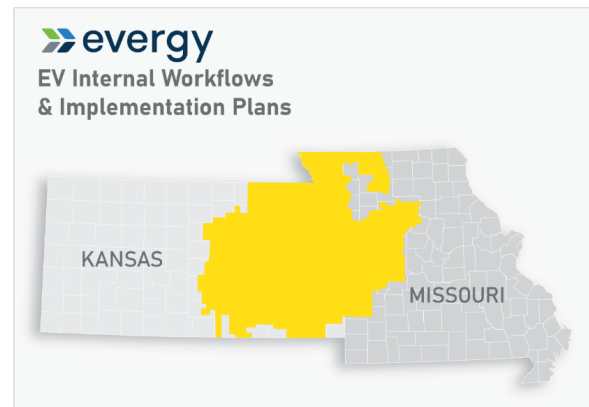 evergy
EV Internal Workflows
& Implementation Plans
KANSAS
MISSOURI